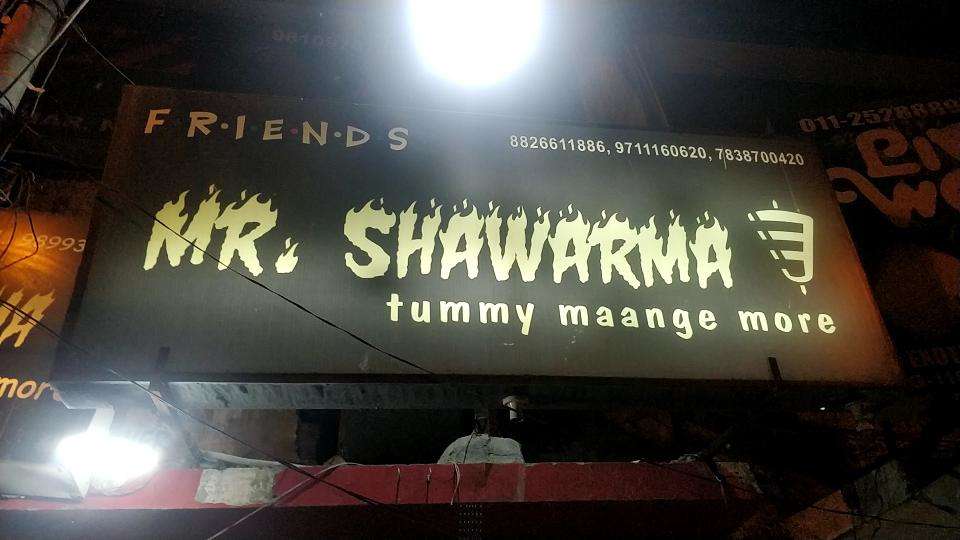 F·R·I·E·N·D·S
8826611886, 9711160620, 7838700420
MR. SHAWARMA
tummy maange more